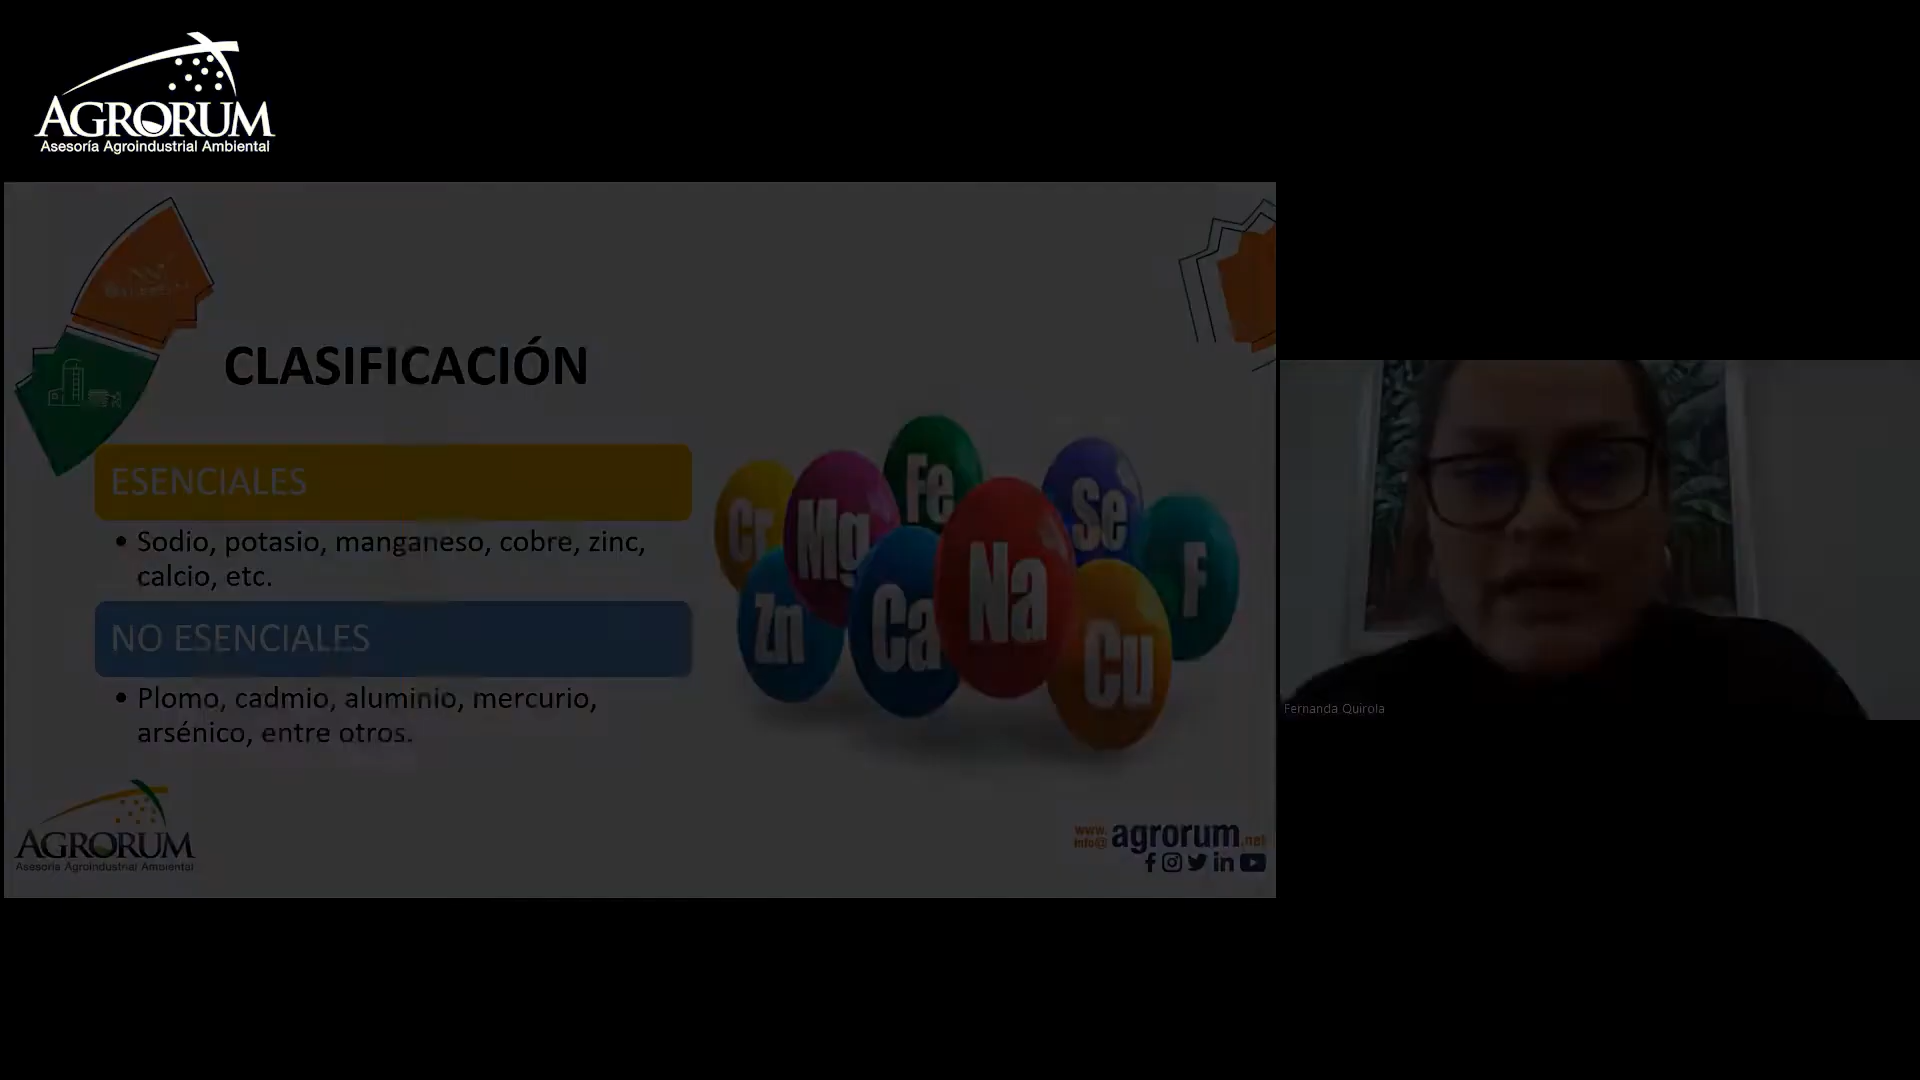 AGRORUM
Asesoría Agroindustrial Ambiental
CLASIFICACIÓN
ESENCIALES
• Sodio, potasio, manganeso, cobre, zinc,
calcio, etc.
NO ESENCIALES
• Plomo, cadmio, aluminio, mercurio,
arsénico, entre otros.
Cr
Mg
Fe
Se
F
Zn
Ca
Na
Cu
Fernanda Quirola
AGRORUM
Asesoría Agroindustrial Ambiental
www.
info@
agrorum.net